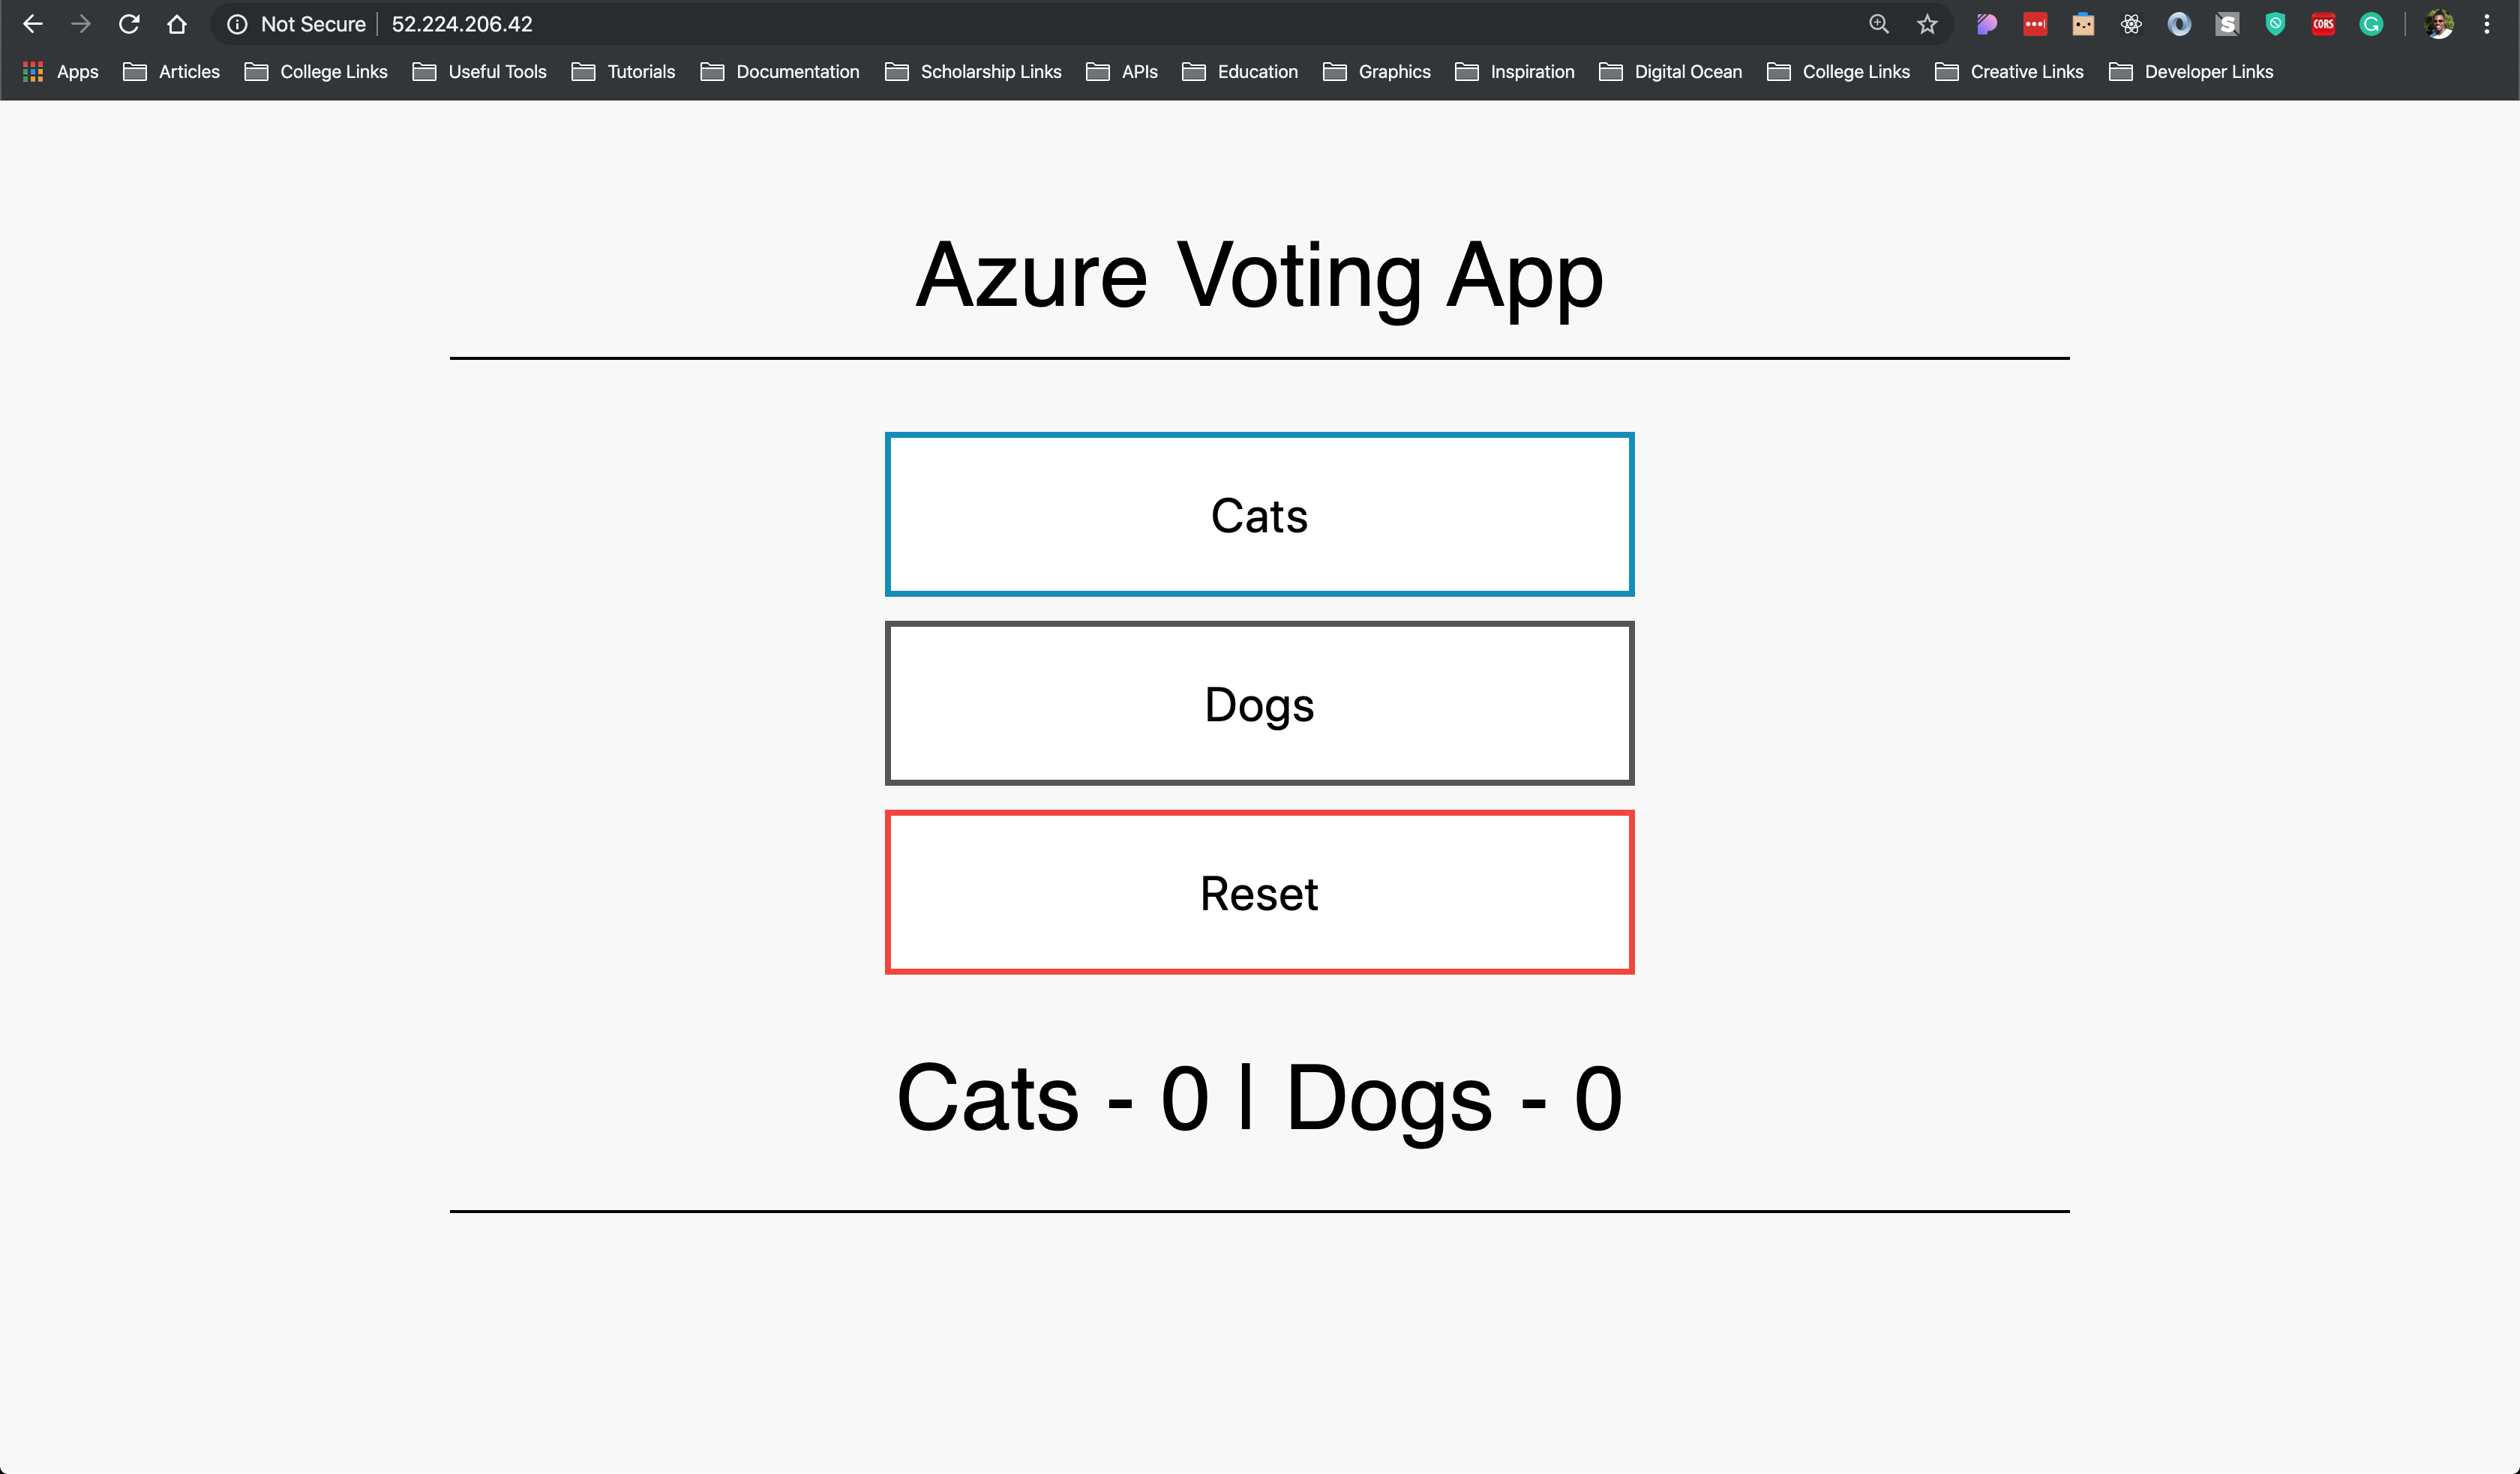 Not Secure 52.224.206.42
CORS
Apps Articles College Links Useful Tools Tutorials Documentation Scholarship Links APIs Education Graphics Inspiration Digital Ocean College Links Creative Links Developer Links
Azure Voting App
Cats
Dogs
Reset
Cats - 0 | Dogs - 0